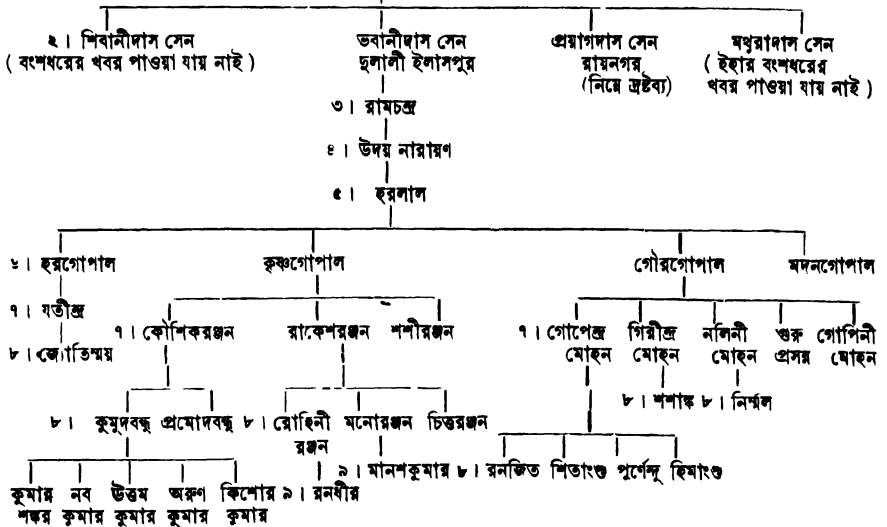 ২। শিবানীদাস সেন ভবানীদাস সেন প্রয়াগদাস সেন মথুরাদাস সেন
( বংশধরের খবর পাওয়া যায় নাই ) দুলালী ইলাসপুর রায়নগর ( ইহার বংশধরের
(নিম্নে দ্রষ্টব্য) খবর পাওয়া যায় নাই )
৩। রামচন্দ্র
৪। উদয় নারায়ণ
৫। হরলাল
৬। হরগোপাল কৃষ্ণগোপাল গৌরগোপাল মদনগোপাল
৭। যতীন্দ্র
৭। কৌশিকরঞ্জন রাকেশরঞ্জন শশীরঞ্জন ৭। গোপেন্দ্র গিরীন্দ্র নলিনী গুরু গোপিনী
৮। জ্যোতিন্ময় মোহন মোহন মোহন প্রসন্ন মোহন
৮। শশাঙ্ক ৮। নির্ম্মল
৮। কুমুদবন্ধু প্রমোদবন্ধু ৮। রোহিনী মনোরঞ্জন চিত্তরঞ্জন
রঞ্জন
৯। মানশকুমার ৮। রনজিত শিতাংশু পূর্ণেন্দু হিমাংশু
কুমার নব উত্তম অরুণ কিশোর ৯। রনধীর
শঙ্কর কুমার কুমার কুমার কুমার